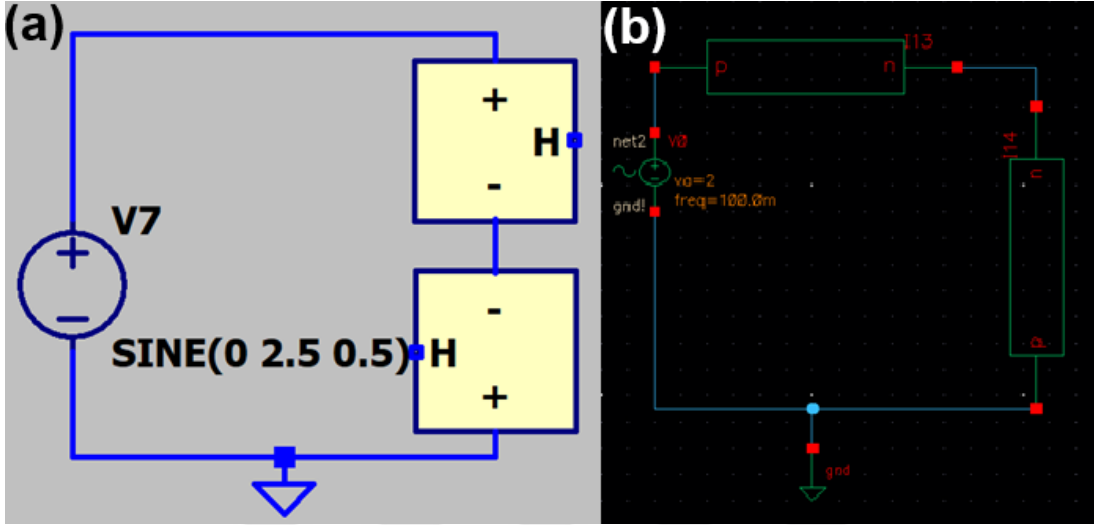 (a)
+
H
-
V7
-
SINE(0 2.5 0.5)
H
+
(b)
I13
p
n
net2
V0
I14
n
va=2
freq=100.0m
gnd!
p
gnd